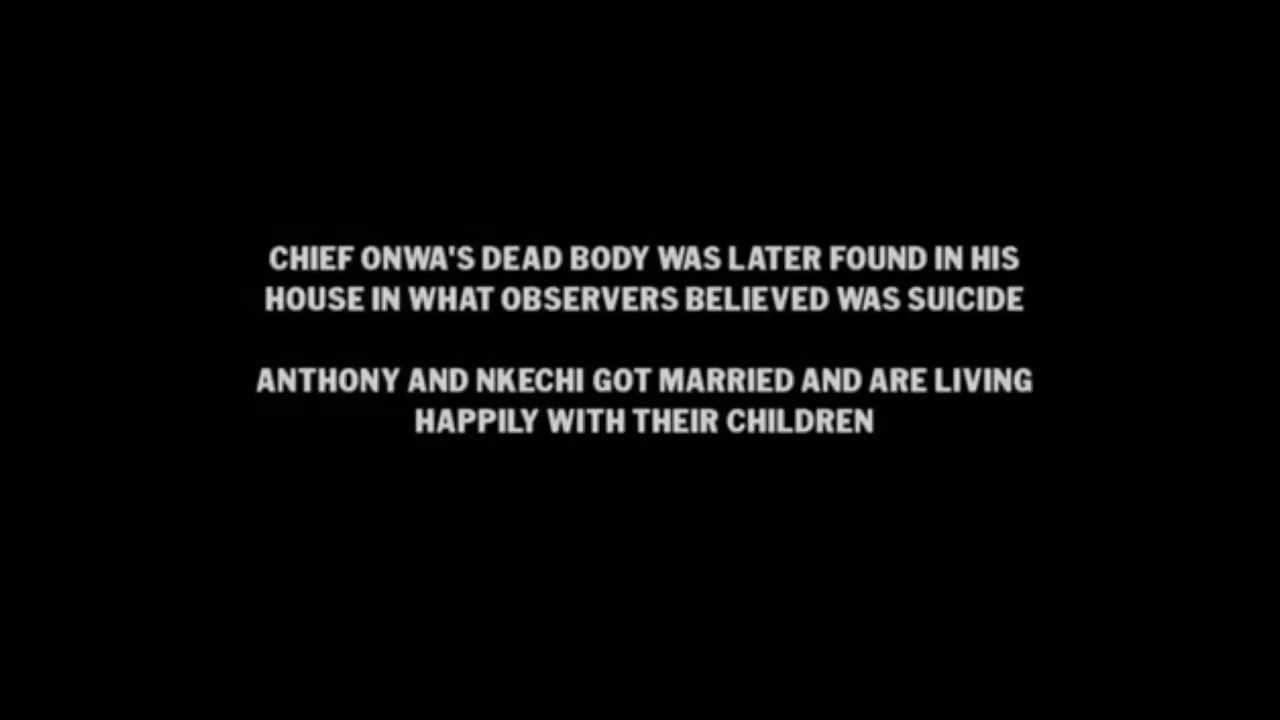 CHIEF ONWA'S DEAD BODY WAS LATER FOUND IN HIS
HOUSE IN WHAT OBSERVERS BELIEVED WAS SUICIDE
ANTHONY AND NKECHI GOT MARRIED AND ARE LIVING
HAPPILY WITH THEIR CHILDREN